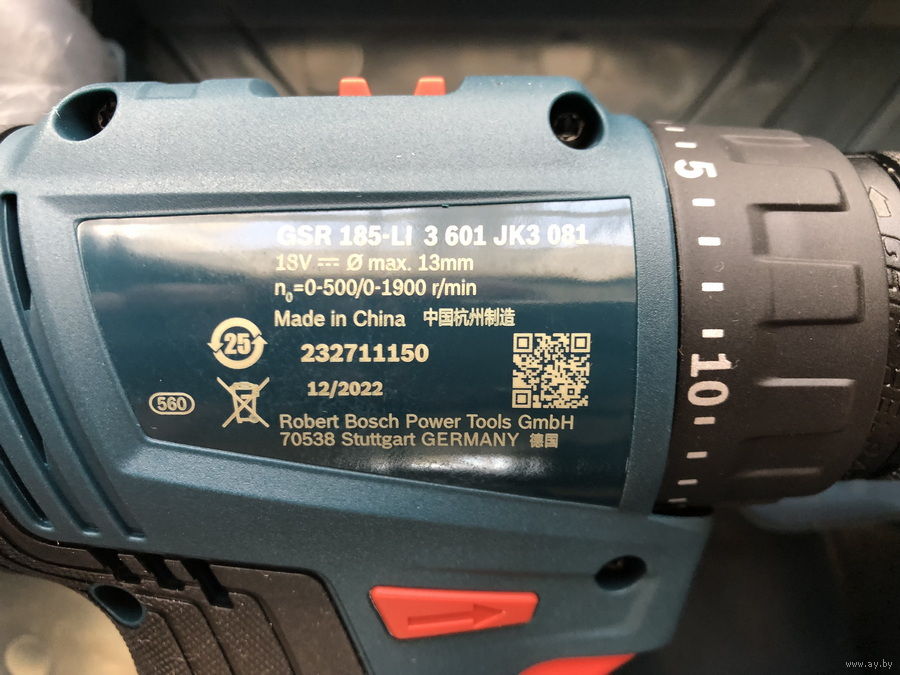 GSR 185-LI 3 601 JK3 081
18V ⎓ Ø max. 13mm
n₀=0-500/0-1900 r/min
Made in China 中国杭州制造
25
232711150
12/2022
560
Robert Bosch Power Tools GmbH
70538 Stuttgart GERMANY 德国
5
10
www.ay.by